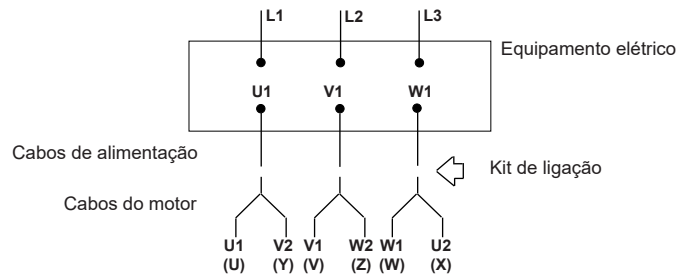 L1 L2 L3
Equipamento elétrico
U1 V1 W1
Cabos de alimentação
Kit de ligação
Cabos do motor
U1 V2 V1 W2 W1 U2
(U) (Y) (V) (Z) (W) (X)